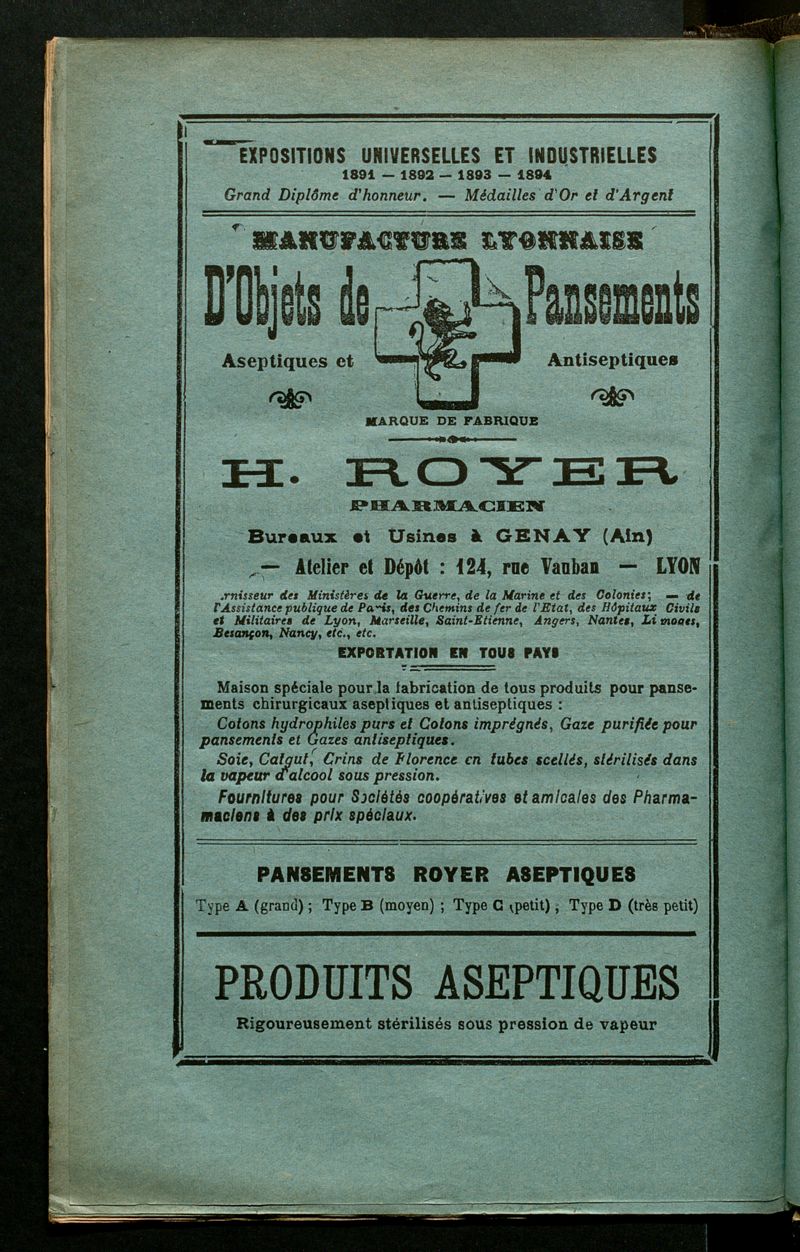 EXPOSITIONS UNIVERSELLES ET INDUSTRIELLES
1891 — 1892 — 1893 — 1894
Grand Diplôme d'honneur. — Médailles d'Or et d'Argent
MANUFACTURE LYONNAISE
D'Objets de Pansements
Aseptiques et Antiseptiques
MARQUE DE FABRIQUE
H. ROYER
PHARMACIEN
Bureaux et Usines à GENAY (Ain)
— Atelier et Dépôt : 124, rue Vauban — LYON
.rnisseur des Ministères de la Guerre, de la Marine et des Colonies; — de
l'Assistance publique de Paris, des Chemins de fer de l'Etat, des Hôpitaux Civils
et Militaires de Lyon, Marseille, Saint-Etienne, Angers, Nantes, Limoges,
Besançon, Nancy, etc., etc.
EXPORTATION EN TOUS PAYS
Maison spéciale pour la fabrication de tous produits pour panse-
ments chirurgicaux aseptiques et antiseptiques :
Cotons hydrophiles purs et Cotons imprégnés, Gaze purifiée pour
pansements et Gazes antiseptiques.
Soie, Catgut, Crins de Florence en tubes scellés, stérilisés dans
la vapeur d'alcool sous pression.
Fournitures pour Sociétés coopératives et amicales des Pharma-
maciens à des prix spéciaux.
PANSEMENTS ROYER ASEPTIQUES
Type A (grand) ; Type B (moyen) ; Type C (petit) ; Type D (très petit)
PRODUITS ASEPTIQUES
Rigoureusement stérilisés sous pression de vapeur